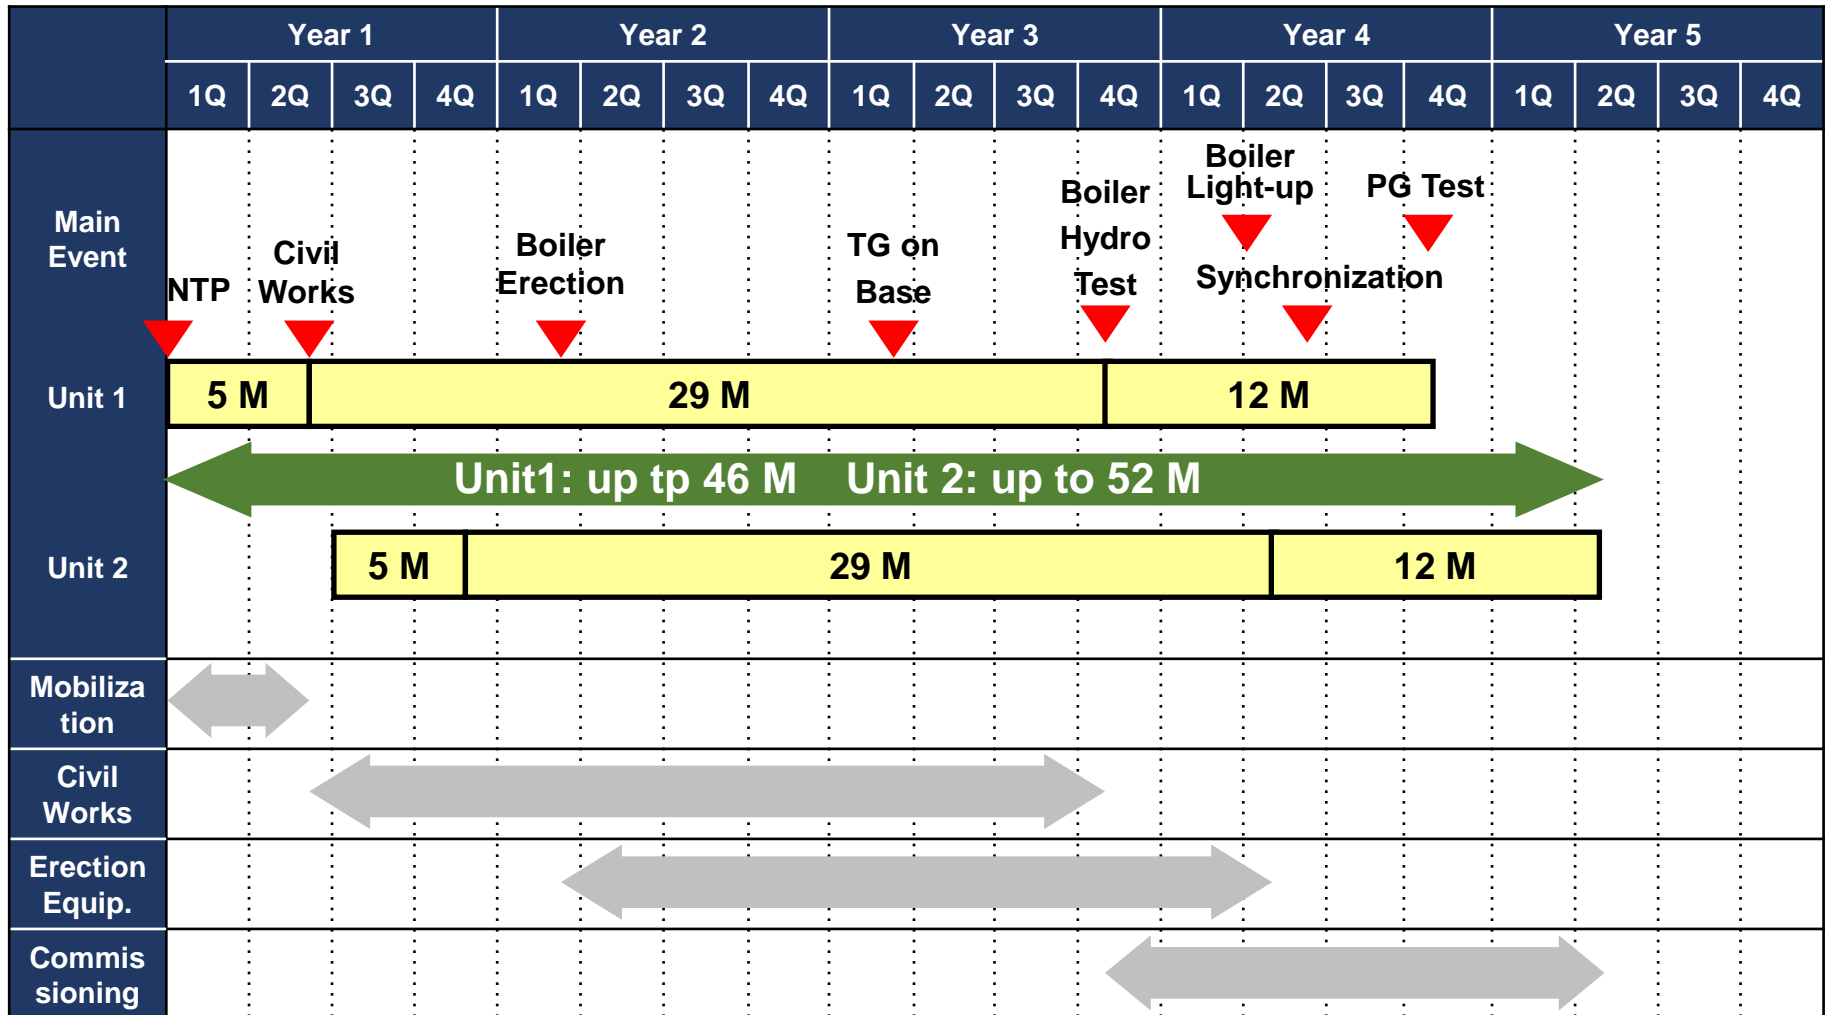 Year 1 Year 2 Year 3 Year 4 Year 5
1Q 2Q 3Q 4Q 1Q 2Q 3Q 4Q 1Q 2Q 3Q 4Q 1Q 2Q 3Q 4Q 1Q 2Q 3Q 4Q
Main
Event
NTP
Civil
Works
Boiler
Erection
TG on
Base
Boiler
Hydro
Test
Boiler
Light-up
Synchronization
PG Test
Unit 1
5 M 29 M 12 M
Unit1: up tp 46 M Unit 2: up to 52 M
Unit 2
5 M 29 M 12 M
Mobiliza
tion
Civil
Works
Erection
Equip.
Commis
sioning